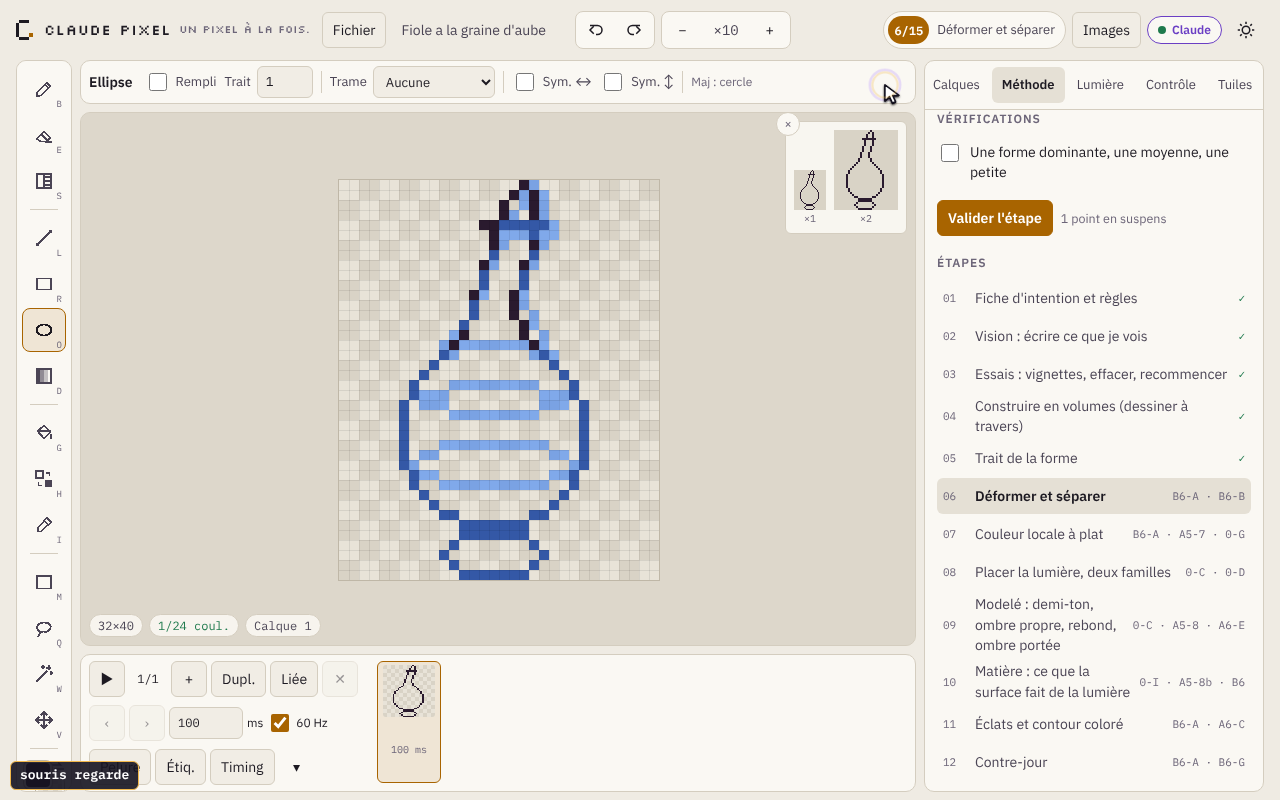 CLAUDE PIXEL UN PIXEL À LA FOIS. Fichier Fiole a la graine d'aube − ×10 + 6/15 Déformer et séparer Images Claude
Ellipse Rempli Trait 1 Trame Aucune Sym. ↔ Sym. ↕ Maj : cercle
Calques Méthode Lumière Contrôle Tuiles
B
E
S
L
R
O
D
G
H
I
M
Q
W
V
×
×1 ×2
32×40 1/24 coul. Calque 1
VÉRIFICATIONS
Une forme dominante, une moyenne, une
petite
Valider l'étape 1 point en suspens
ÉTAPES
01 Fiche d'intention et règles ✓
02 Vision : écrire ce que je vois ✓
03 Essais : vignettes, effacer, recommencer ✓
04 Construire en volumes (dessiner à
travers) ✓
05 Trait de la forme ✓
06 Déformer et séparer B6-A · B6-B
07 Couleur locale à plat B6-A · A5-7 · 0-G
08 Placer la lumière, deux familles 0-C · 0-D
09 Modelé : demi-ton,
ombre propre, rebond,
ombre portée 0-C · A5-8 · A6-E
10 Matière : ce que la
surface fait de la lumière 0-I · A5-8b · B6
11 Éclats et contour coloré B6-A · A6-C
12 Contre-jour B6-A · B6-G
▶ 1/1 + Dupl. Liée ×
‹ › 100 ms 60 Hz
Étiq. Timing ▼
100 ms
souris regarde